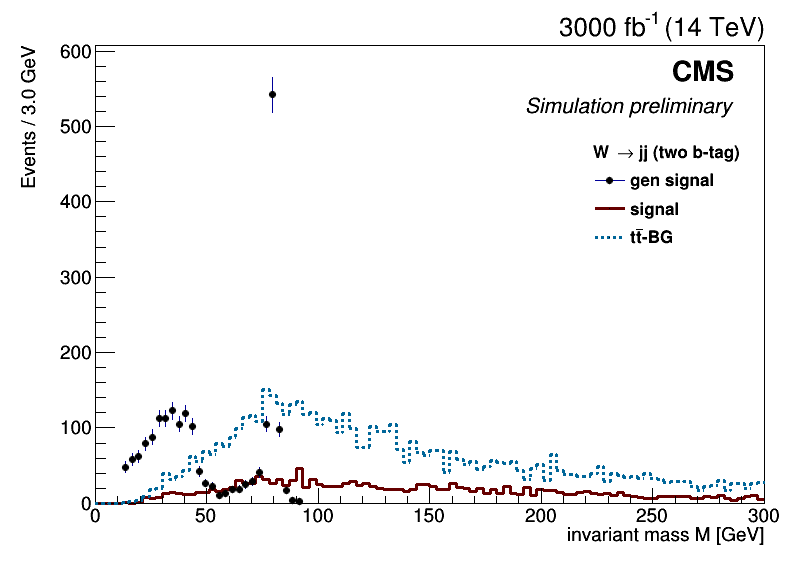 3000 fb-1 (14 TeV)
CMS
Simulation preliminary
W → jj (two b-tag)
gen signal
signal
tt̄-BG
Events / 3.0 GeV
600
500
400
300
200
100
0
0 50 100 150 200 250 300
invariant mass M [GeV]